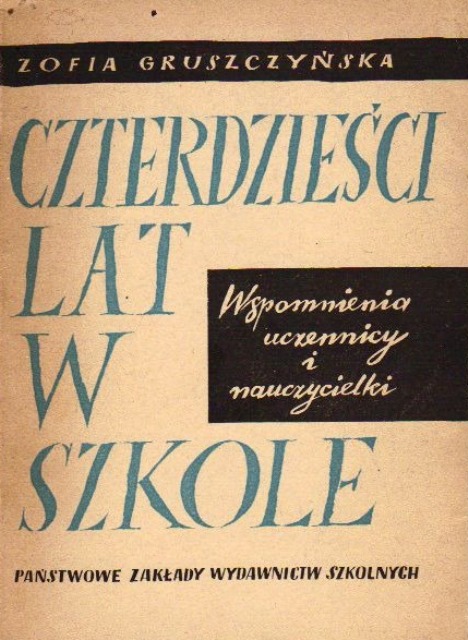 ZOFIA GRUSZCZYŃSKA
CZTERDZIEŚCI
LAT
W
SZKOLE
Wspomnienia
uczennicy
i
nauczycielki
PAŃSTWOWE ZAKŁADY WYDAWNICTW SZKOLNYCH